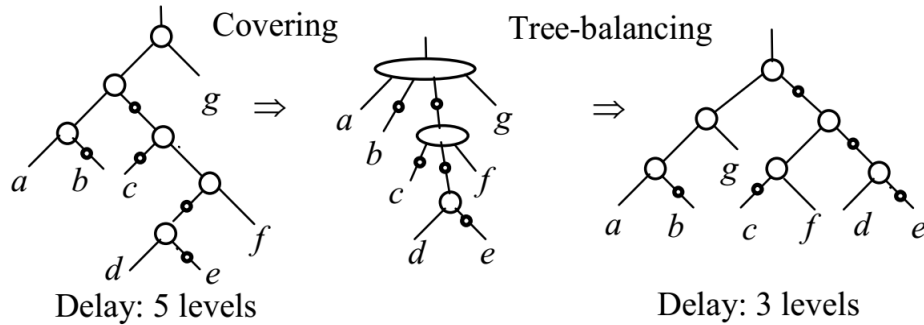 Covering
Tree-balancing
g ⇒ ⇒
a b c
a b g
c f
d e
f
d e
g
a b c f d e
Delay: 5 levels
Delay: 3 levels